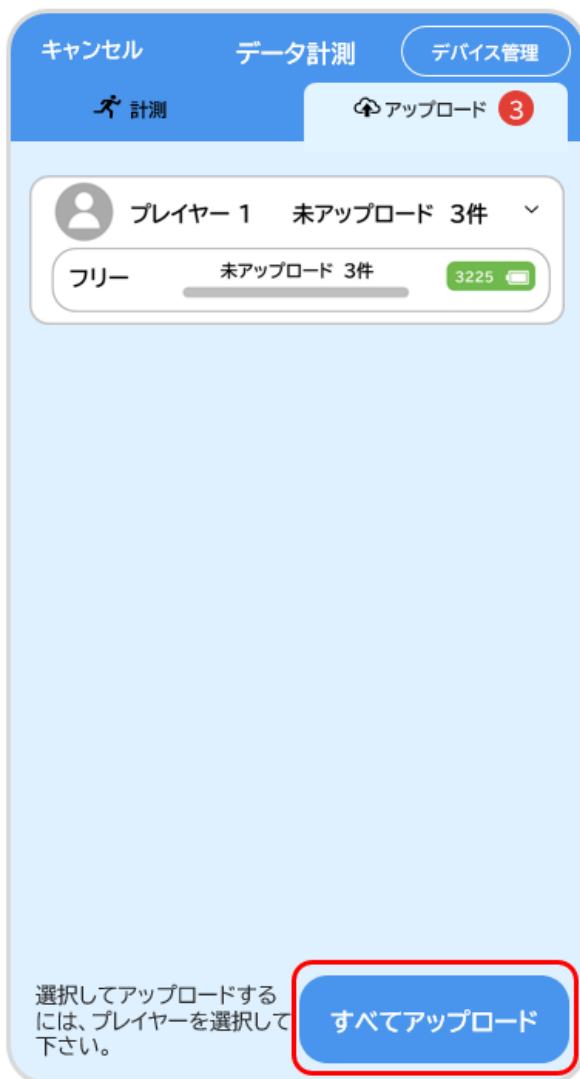 キャンセル データ計測 デバイス管理
計測 アップロード 3
プレイヤー 1 未アップロード 3件
フリー 未アップロード 3件 3225
選択してアップロードする
には、プレイヤーを選択して
下さい。
すべてアップロード